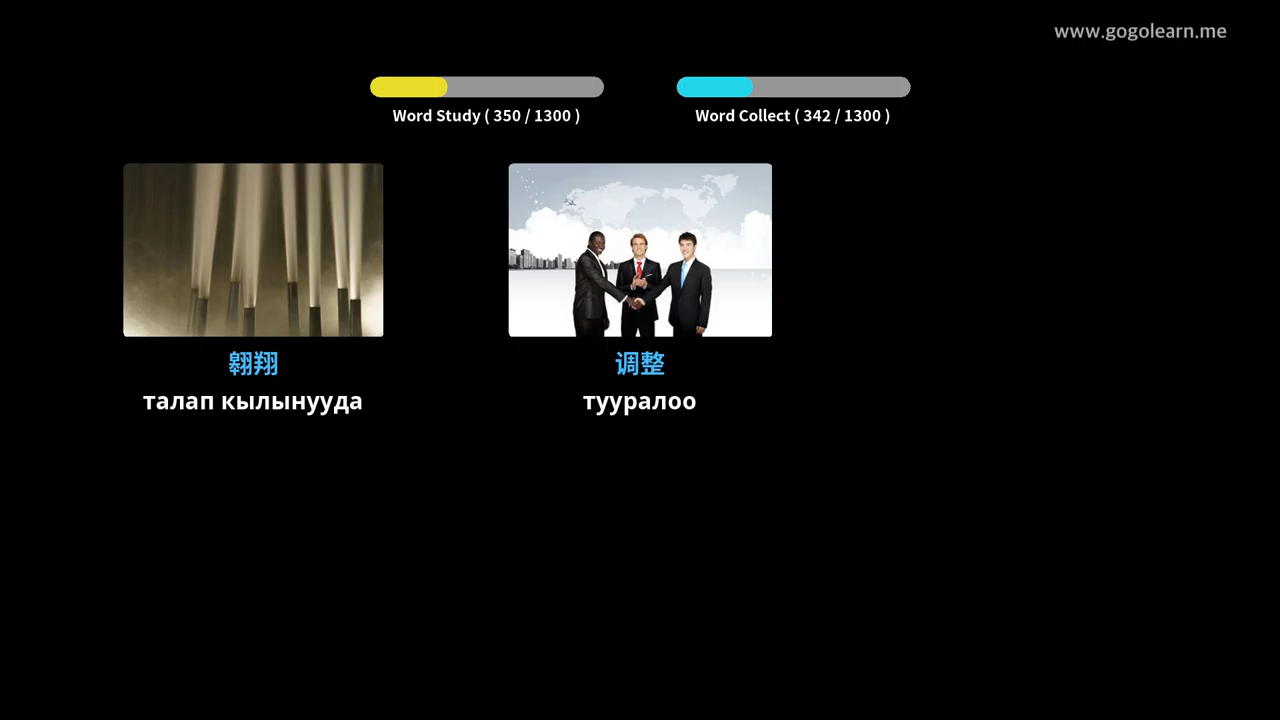 www.gogolearn.me
Word Study ( 350 / 1300 )
Word Collect ( 342 / 1300 )
翱翔
талап кылынууда
调整
тууралоо